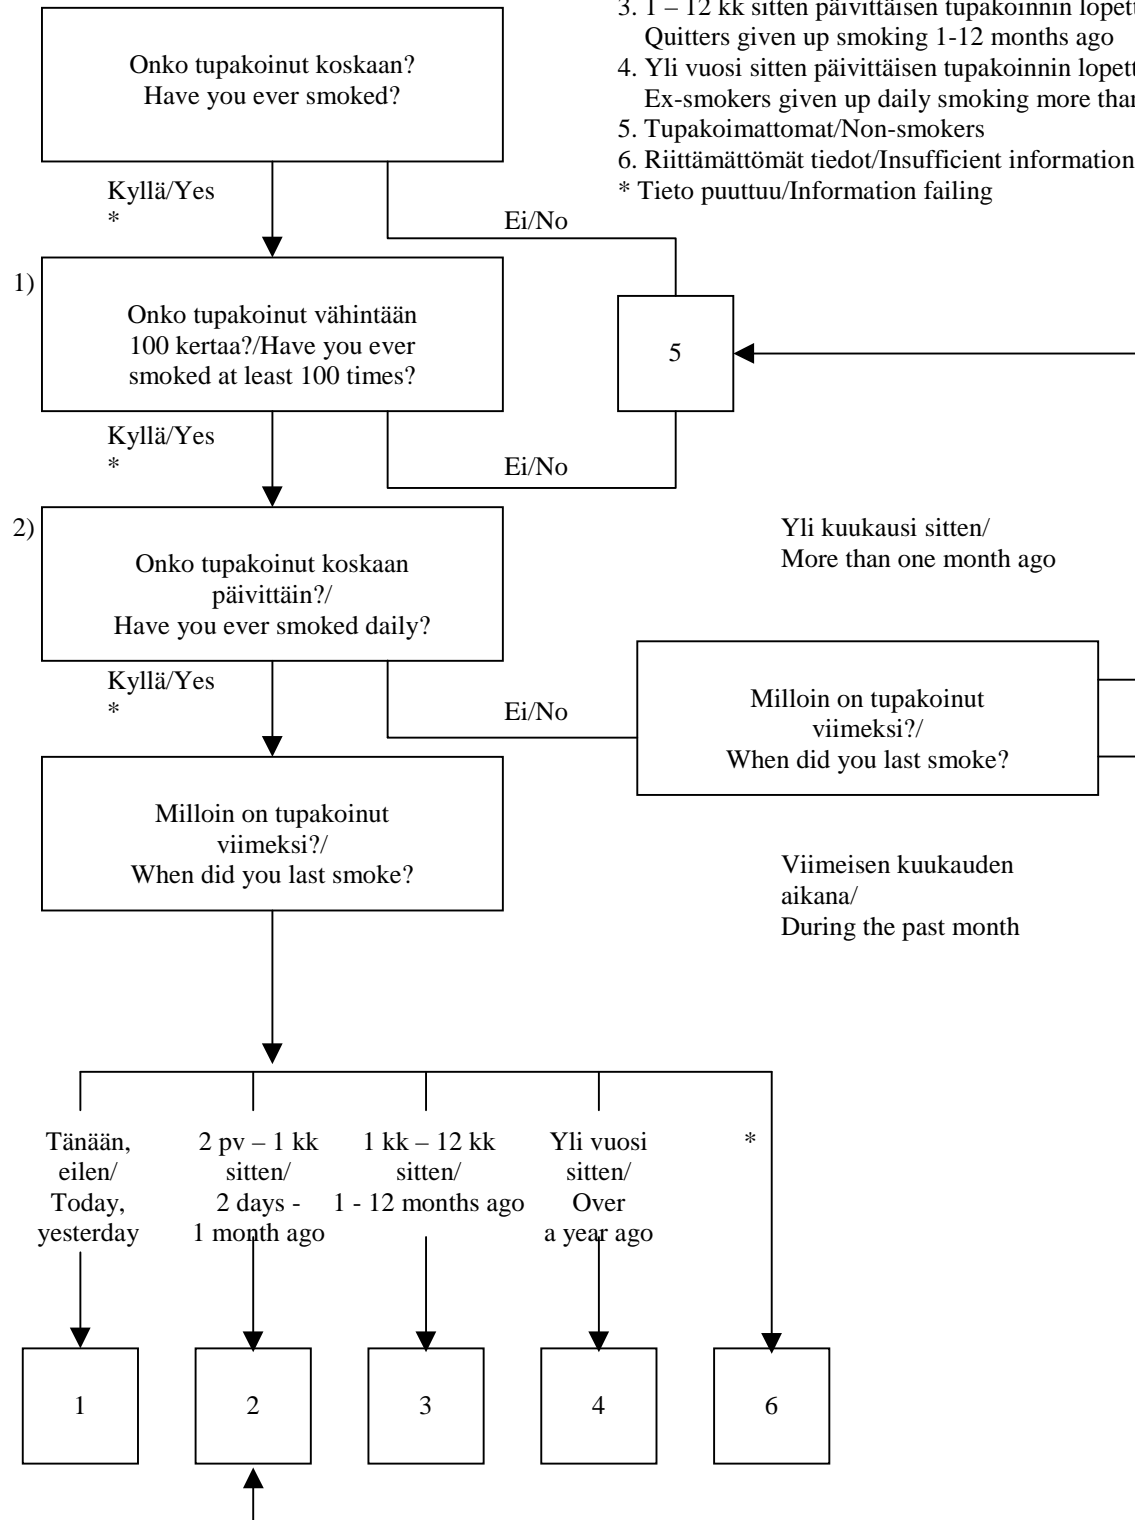 3. 1 – 12 kk sitten päivittäisen tupakoinnin
Quitters given up smoking 1-12 months ago
4. Yli vuosi sitten päivittäisen tupakoinnin
Ex-smokers given up daily smoking more
5. Tupakoimattomat/Non-smokers
6. Riittämättömät tiedot/Insufficient information
* Tieto puuttuu/Information failing
Onko tupakoinut koskaan?
Have you ever smoked?
Kyllä/Yes
*
Ei/No
1)
Onko tupakoinut vähintään
100 kertaa?/Have you ever
smoked at least 100 times?
5
Kyllä/Yes
*
Ei/No
2)
Onko tupakoinut koskaan
päivittäin?/
Have you ever smoked daily?
Yli kuukausi sitten/
More than one month ago
Kyllä/Yes
*
Ei/No
Milloin on tupakoinut
viimeksi?/
When did you last smoke?
Milloin on tupakoinut
viimeksi?/
When did you last smoke?
Viimeisen kuukauden
aikana/
During the past month
Tänään,
eilen/
Today,
yesterday
2 pv – 1 kk
sitten/
2 days -
1 month ago
1 kk – 12 kk
sitten/
1 - 12 months ago
Yli vuosi
sitten/
Over
a year ago
*
1
2
3
4
6